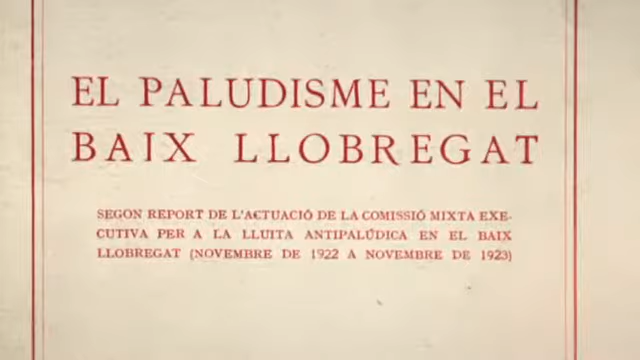 EL PALUDISME EN EL
BAIX LLOBREGAT
SEGON REPORT DE L'ACTUACIÓ DE LA COMISSIÓ MIXTA EXE-
CUTIVA PER A LA LLUITA ANTIPALÚDICA EN EL BAIX
LLOBREGAT (NOVEMBRE DE 1922 A NOVEMBRE DE 1923)